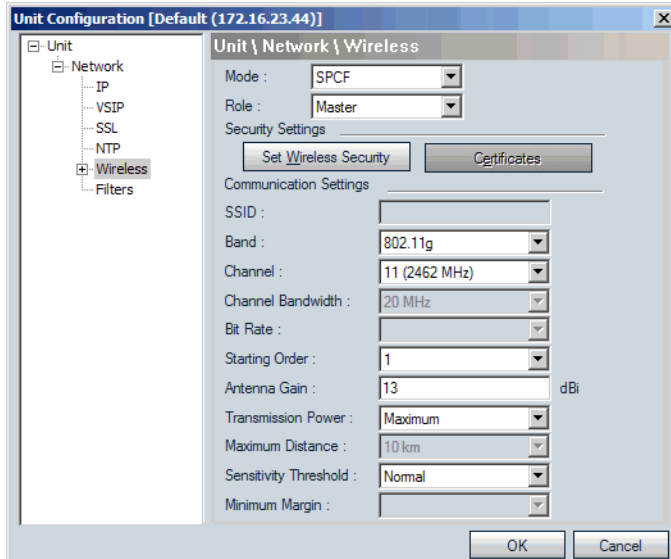 Unit Configuration [Default (172.16.23.44)]
Unit
Network
IP
VSIP
SSL
NTP
Wireless
Filters
Unit \ Network \ Wireless
Mode : SPCF
Role : Master
Security Settings
Set Wireless Security Certificates
Communication Settings
SSID :
Band : 802.11g
Channel : 11 (2462 MHz)
Channel Bandwidth : 20 MHz
Bit Rate :
Starting Order : 1
Antenna Gain : 13 dBi
Transmission Power : Maximum
Maximum Distance : 10 km
Sensitivity Threshold : Normal
Minimum Margin :
OK Cancel